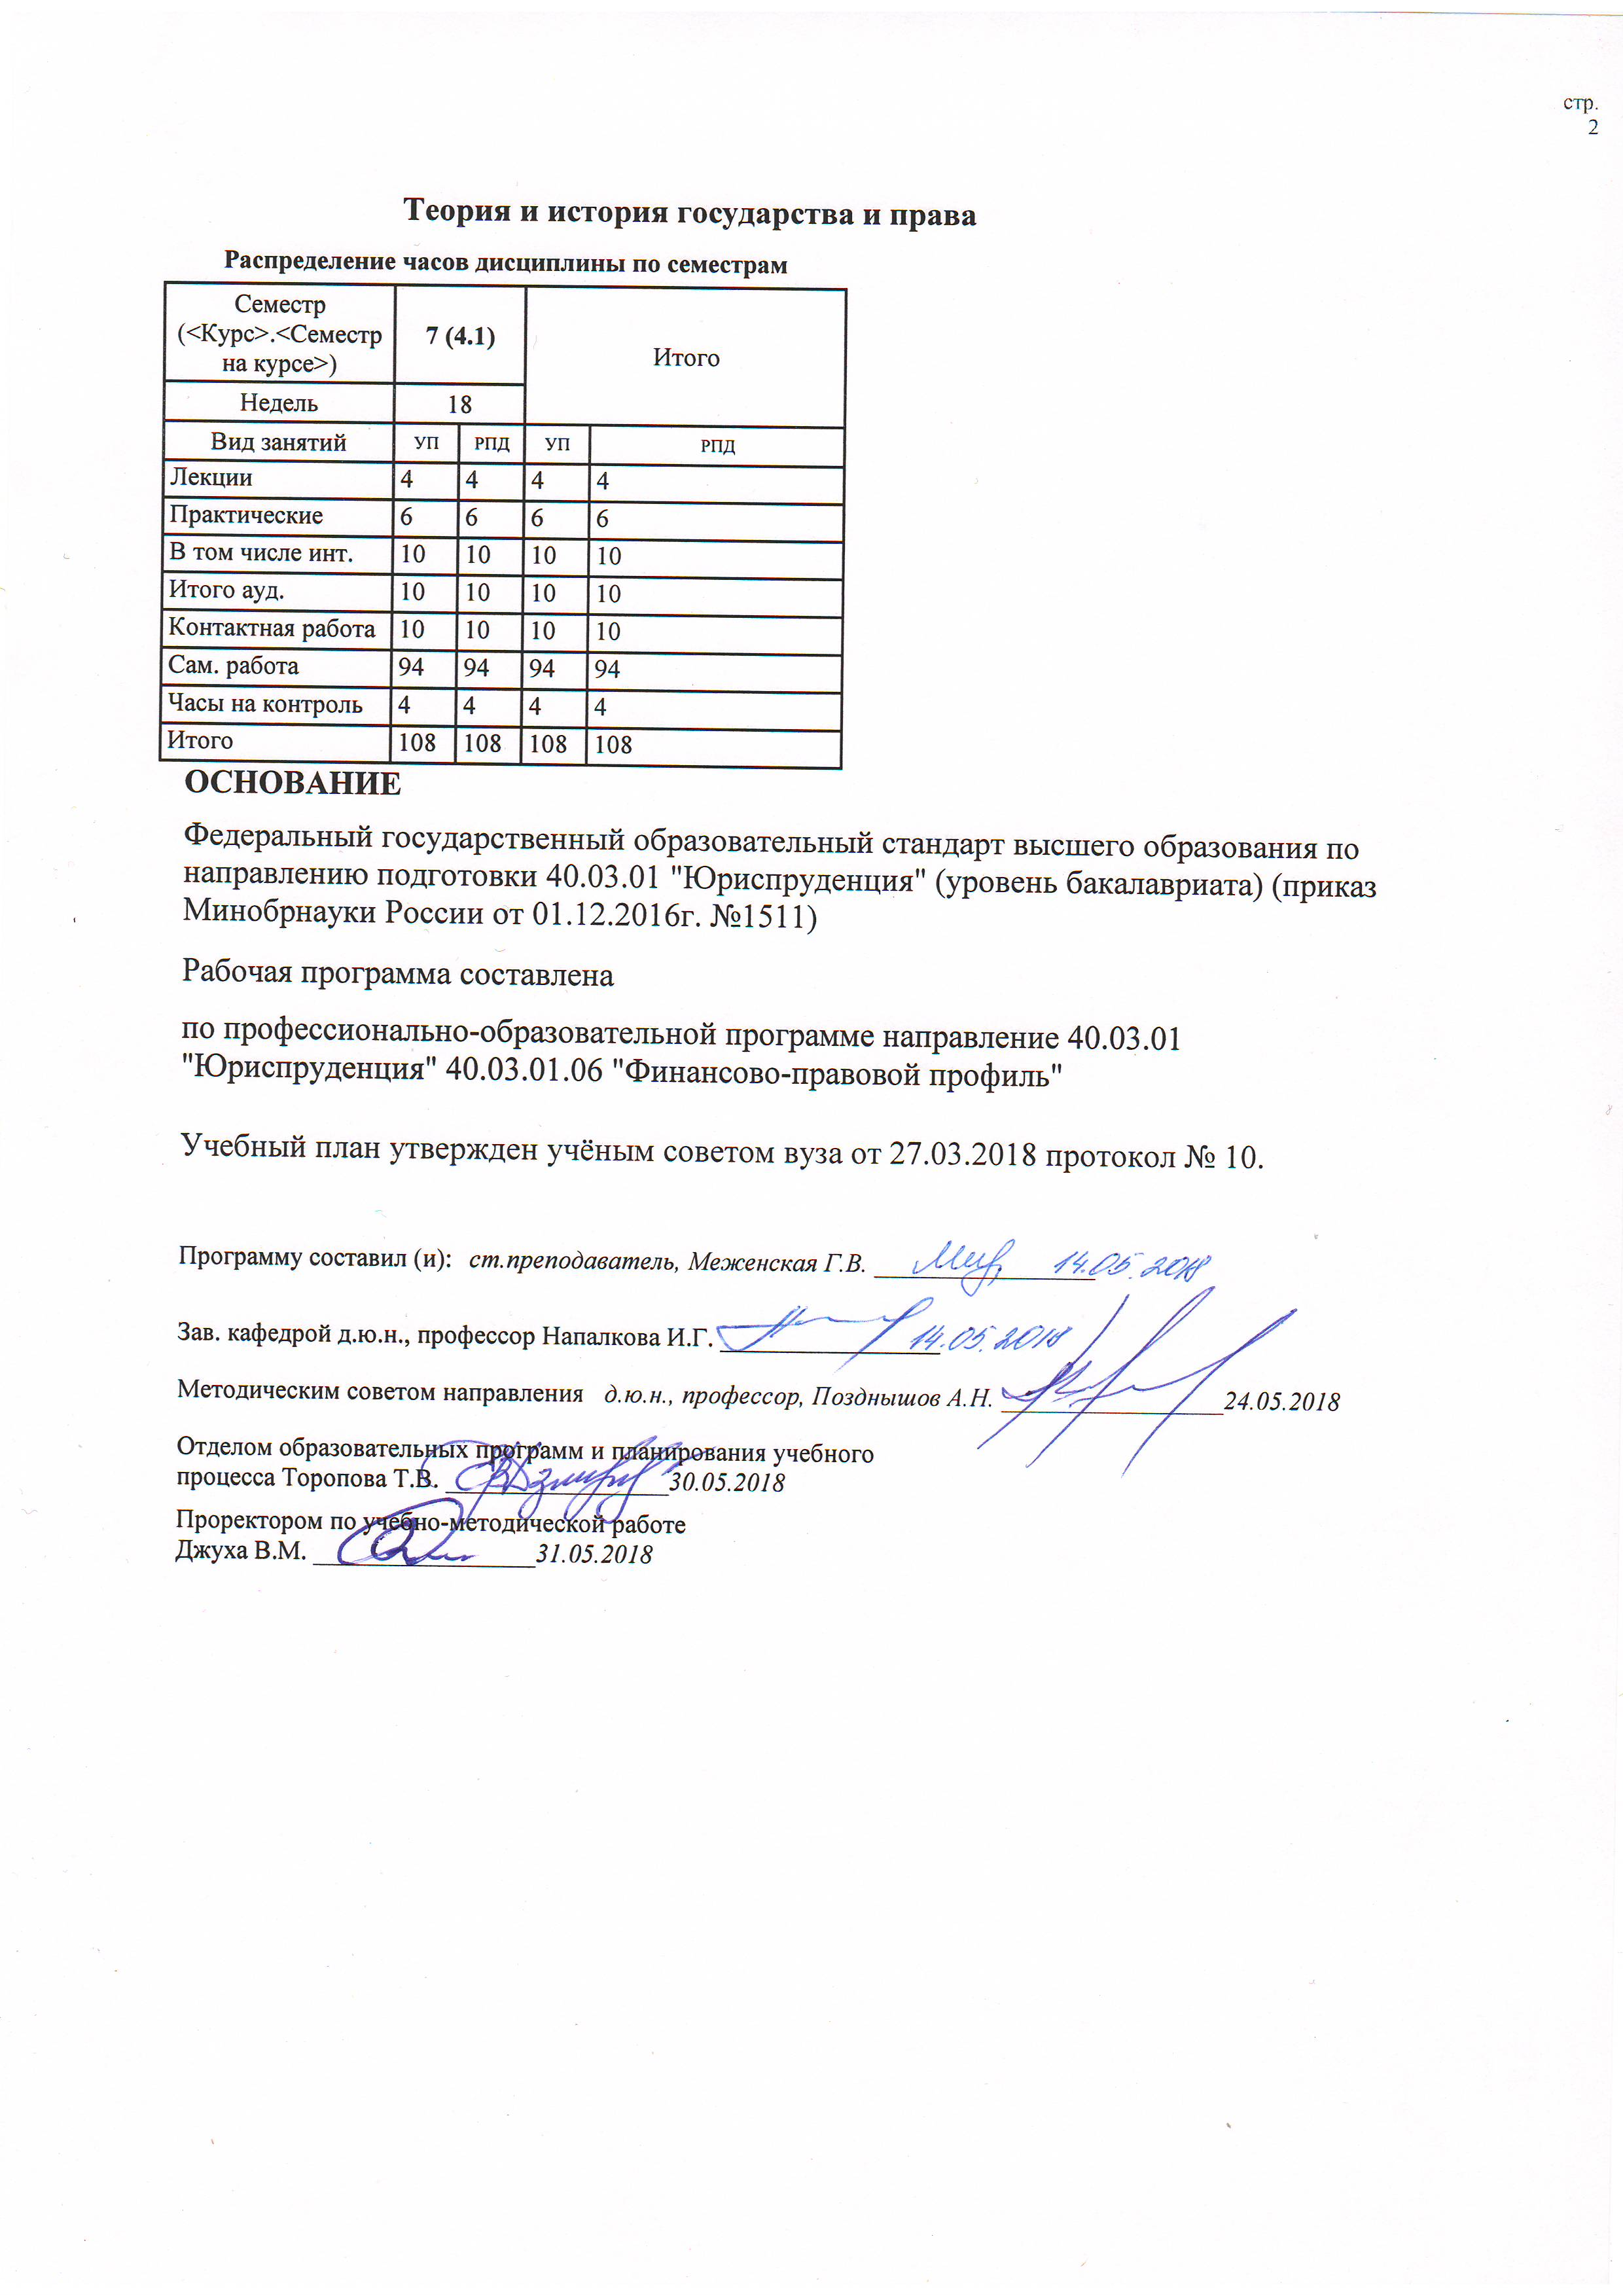 стр.
2
Теория и история государства и права
Распределение часов дисциплины по семестрам
Семестр
(<Курс>.<Семестр
на курсе>)
7 (4.1)
Итого
Недель
18
Вид занятий УП РПД УП РПД
Лекции 4 4 4 4
Практические 6 6 6 6
В том числе инт. 10 10 10 10
Итого ауд. 10 10 10 10
Контактная работа 10 10 10 10
Сам. работа 94 94 94 94
Часы на контроль 4 4 4 4
Итого 108 108 108 108
ОСНОВАНИЕ
Федеральный государственный образовательный стандарт высшего образования по
направлению подготовки 40.03.01 "Юриспруденция" (уровень бакалавриата) (приказ
Минобрнауки России от 01.12.2016г. №1511)
Рабочая программа составлена
по профессионально-образовательной программе направление 40.03.01
"Юриспруденция" 40.03.01.06 "Финансово-правовой профиль"
Учебный план утвержден учёным советом вуза от 27.03.2018 протокол № 10.
Программу составил (и): ст.преподаватель, Меженская Г.В. 14.05.2018
Зав. кафедрой д.ю.н., профессор Напалкова И.Г. 14.05.2018
Методическим советом направления д.ю.н., профессор, Позднышов А.Н. 24.05.2018
Отделом образовательных программ и планирования учебного
процесса Торопова Т.В. 30.05.2018
Проректором по учебно-методической работе
Джуха В.М. 31.05.2018